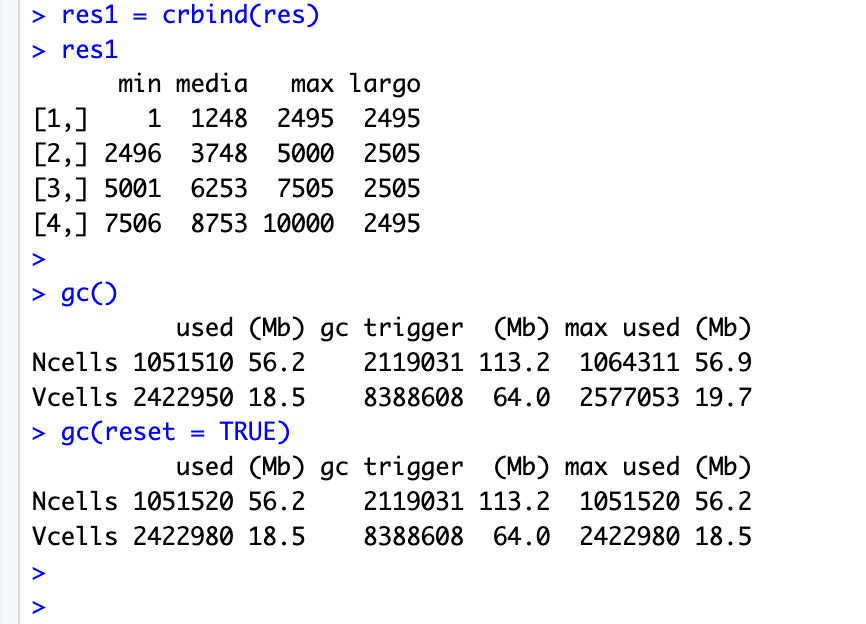 > res1 = crbind(res)
> res1
      min media   max largo
[1,]    1  1248  2495  2495
[2,] 2496  3748  5000  2505
[3,] 5001  6253  7505  2505
[4,] 7506  8753 10000  2495
>
> gc()
          used (Mb) gc trigger  (Mb) max used (Mb)
Ncells 1051510 56.2    2119031 113.2  1064311 56.9
Vcells 2422950 18.5    8388608  64.0  2577053 19.7
> gc(reset = TRUE)
          used (Mb) gc trigger  (Mb) max used (Mb)
Ncells 1051520 56.2    2119031 113.2  1051520 56.2
Vcells 2422980 18.5    8388608  64.0  2422980 18.5
>
>